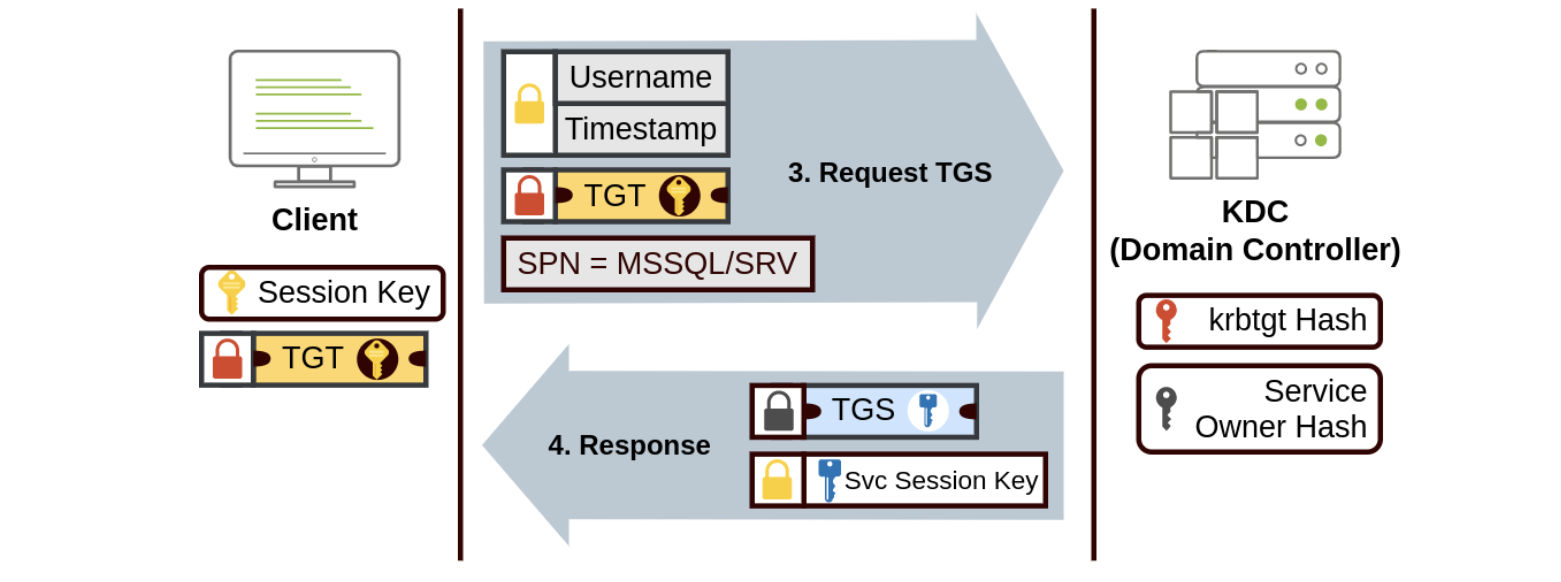 Client
Session Key
TGT
Username
Timestamp
TGT
SPN = MSSQL/SRV
3. Request TGS
4. Response
TGS
Svc Session Key
KDC
(Domain Controller)
krbtgt Hash
Service
Owner Hash